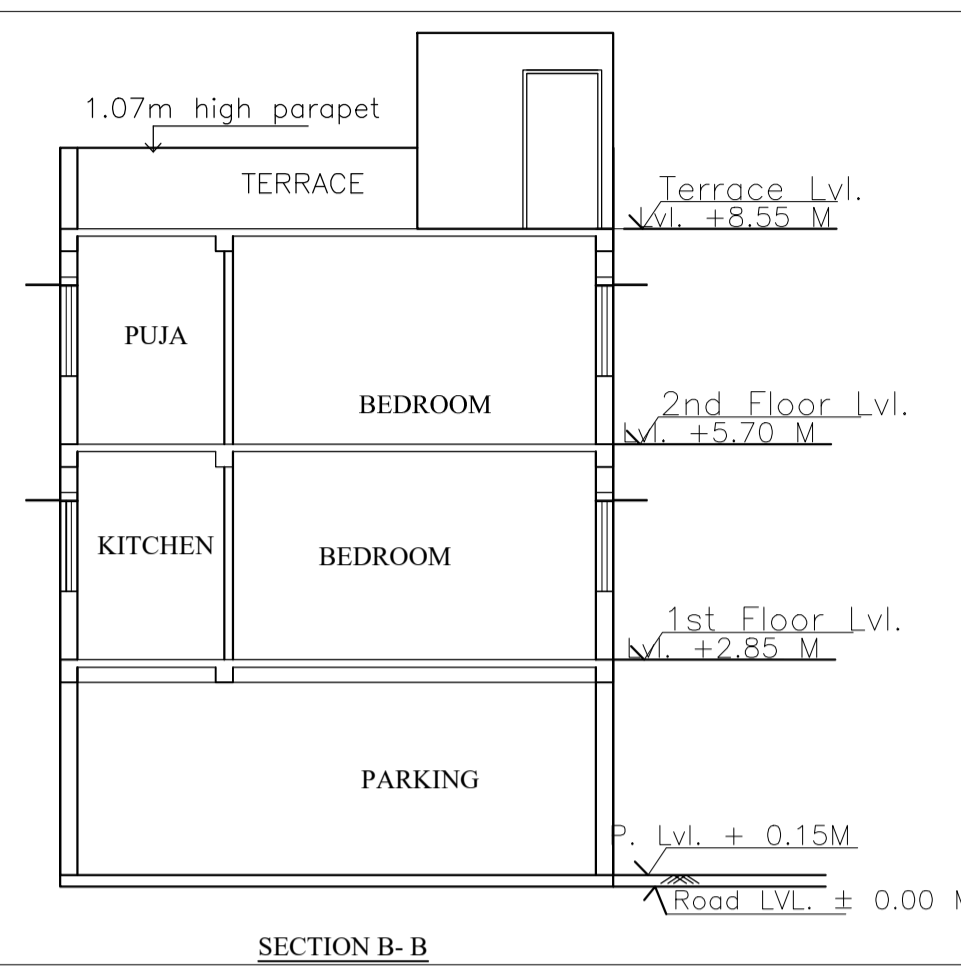 1.07m high parapet
TERRACE
Terrace Lvl.
Lvl. +8.55 M
PUJA
BEDROOM
2nd Floor Lvl.
Lvl. +5.70 M
KITCHEN
BEDROOM
1st Floor Lvl.
Lvl. +2.85 M
PARKING
P. Lvl. + 0.15M
Road LVL. ± 0.00 M
SECTION B- B